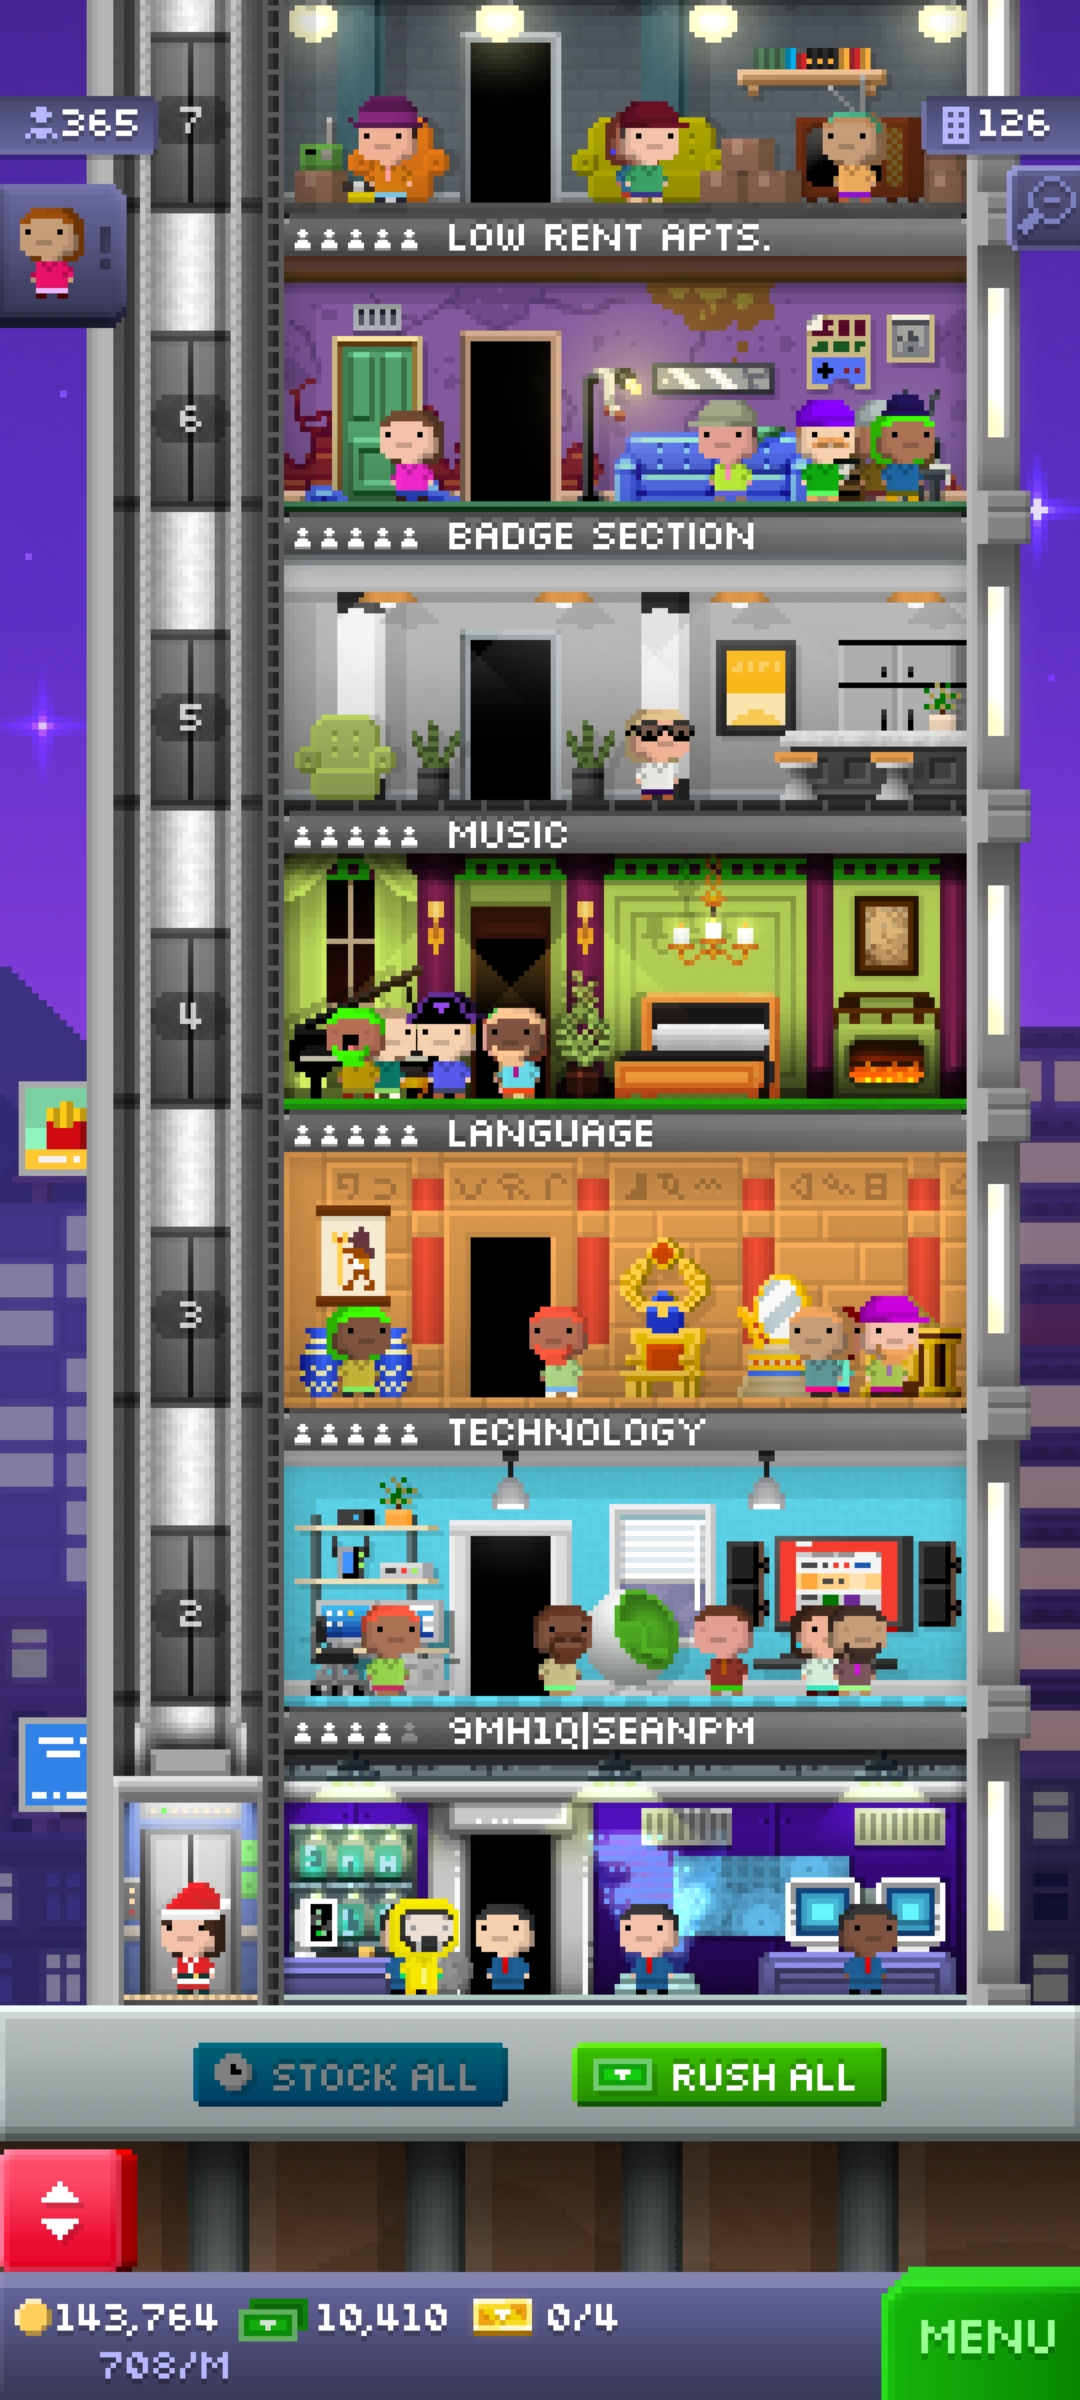 7
365
126
LOW RENT APTS.
6
BADGE SECTION
5
MUSIC
4
LANGUAGE
3
TECHNOLOGY
2
9MH1Q|SEANPM
STOCK ALL
RUSH ALL
143,764
10,410
0/4
708/M
MENU